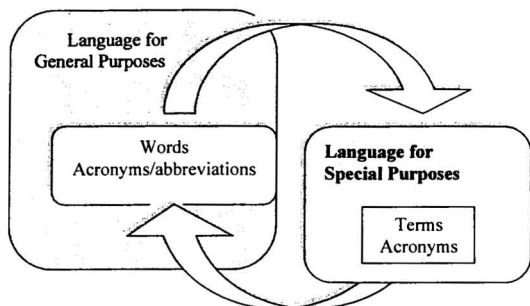 Language for
General Purposes
Words
Acronyms/abbreviations
Language for
Special Purposes
Terms
Acronyms